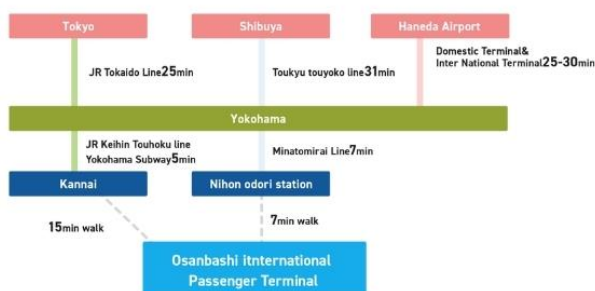 Tokyo
Shibuya
Haneda Airport
JR Tokaido Line25min
Toukyu touyoko line31min
Domestic Terminal&
Inter National Terminal25-30min
Yokohama
JR Keihin Touhoku line
Yokohama Subway5min
Minatomirai Line7min
Kannai
Nihon odori station
15min walk
7min walk
Osanbashi itnternational
Passenger Terminal